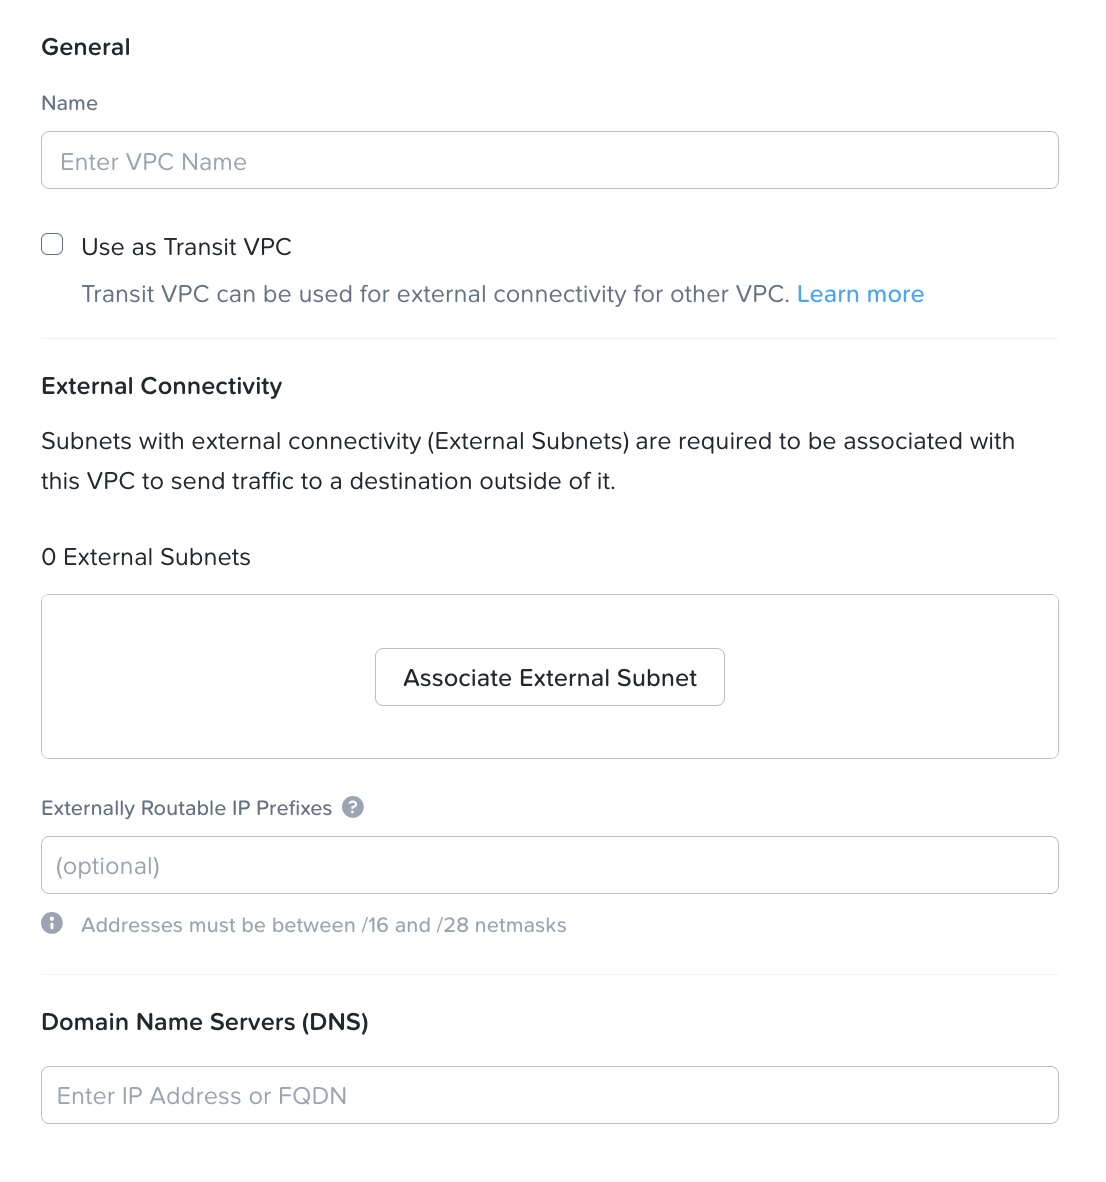 General
Name
Enter VPC Name
Use as Transit VPC
Transit VPC can be used for external connectivity for other VPC. Learn more
External Connectivity
Subnets with external connectivity (External Subnets) are required to be associated with
this VPC to send traffic to a destination outside of it.
0 External Subnets
Associate External Subnet
Externally Routable IP Prefixes ?
(optional)
Addresses must be between /16 and /28 netmasks
Domain Name Servers (DNS)
Enter IP Address or FQDN